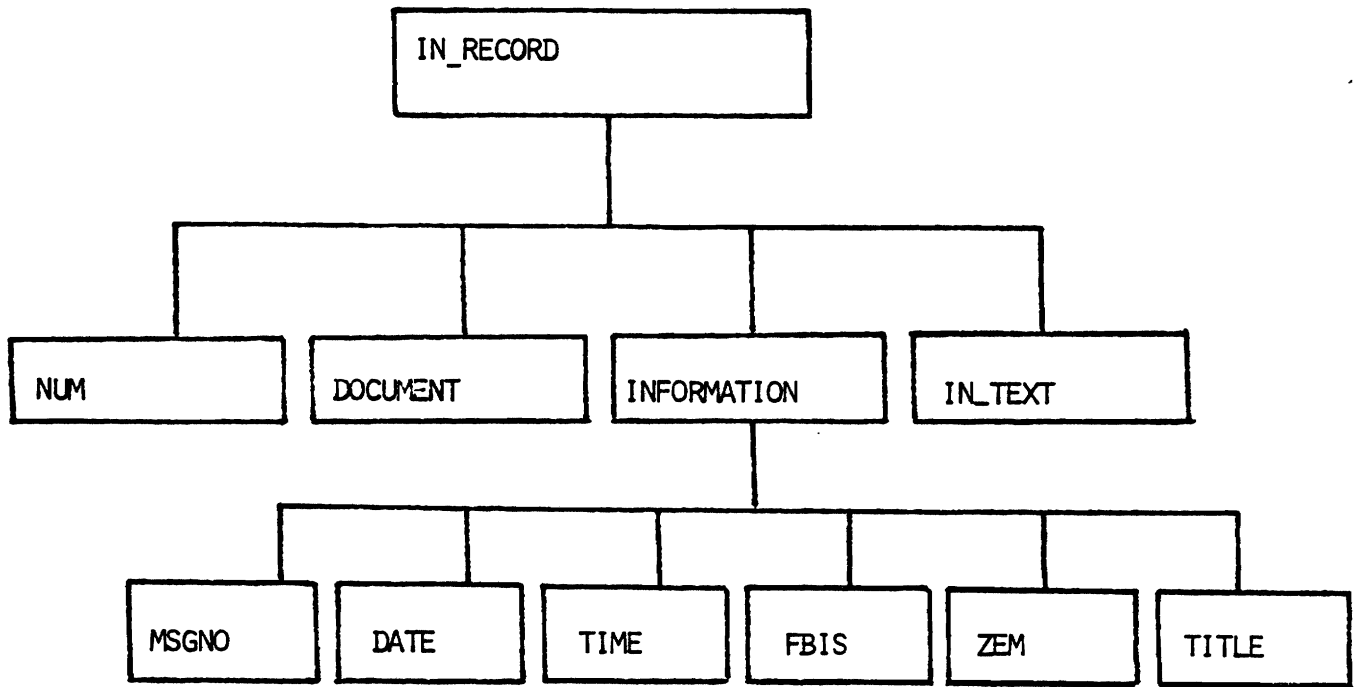 IN_RECORD
NUM
DOCUMENT
INFORMATION
IN_TEXT
MSGNO
DATE
TIME
FBIS
ZEM
TITLE